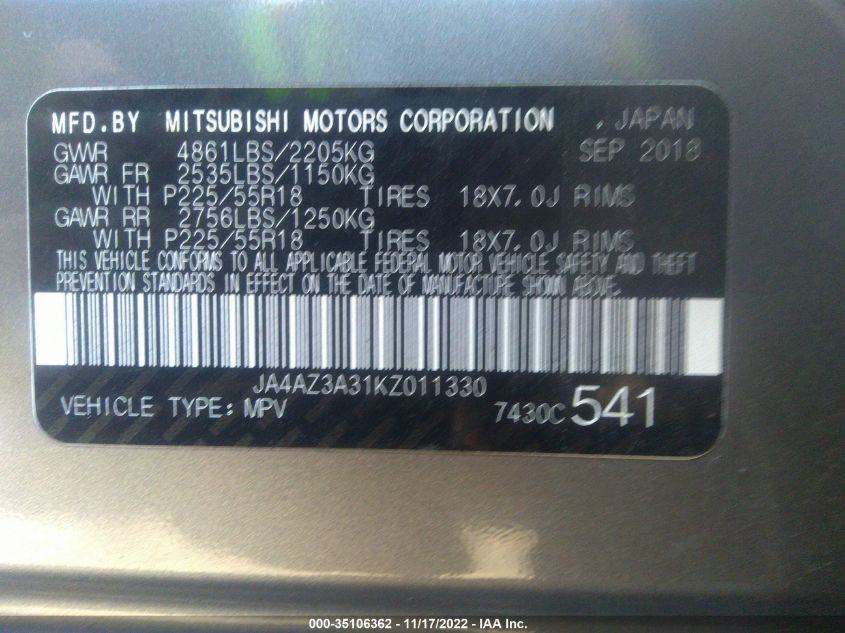 MFD.BY MITSUBISHI MOTORS CORPORATION , JAPAN
GVWR 4861LBS/2205KG SEP 2018
GAWR FR 2535LBS/1150KG
WITH P225/55R18 TIRES 18X7.0J RIMS
GAWR RR 2756LBS/1250KG
WITH P225/55R18 TIRES 18X7.0J RIMS
THIS VEHICLE CONFORMS TO ALL APPLICABLE FEDERAL MOTOR VEHICLE SAFETY AND THEFT
PREVENTION STANDARDS IN EFFECT ON THE DATE OF MANUFACTURE SHOWN ABOVE.
JA4AZ3A31KZ011330
VEHICLE TYPE: MPV 7430C 541
000-35106362 - 11/17/2022 - IAA Inc.